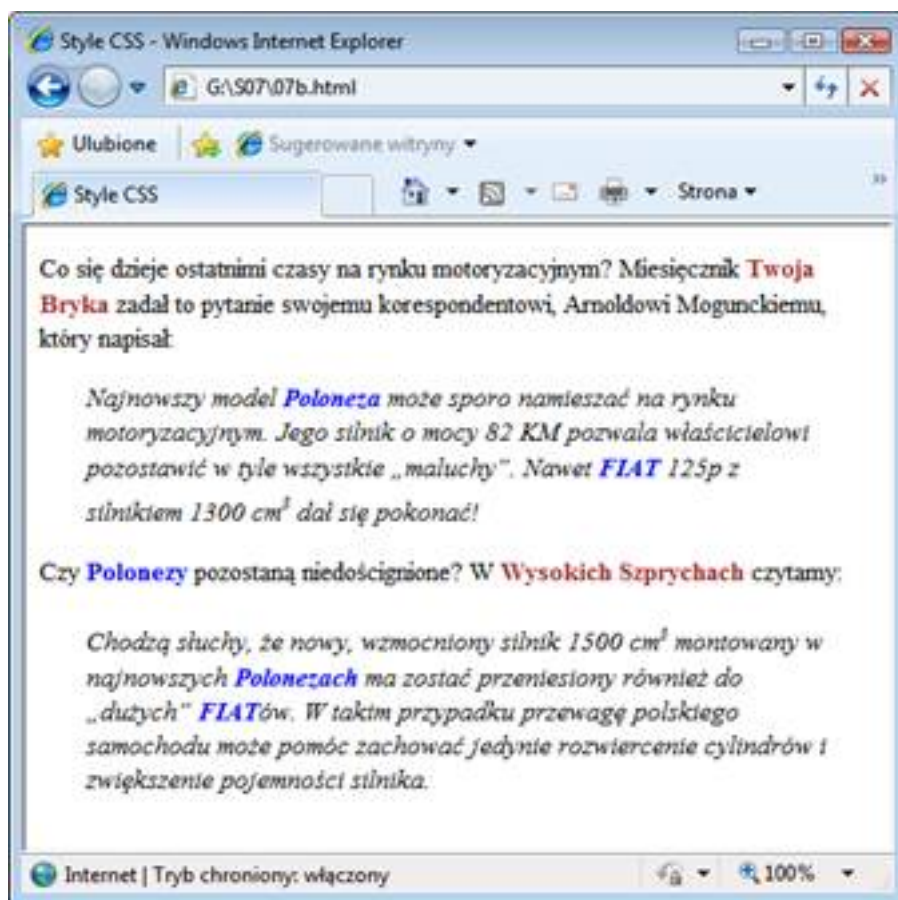 Style CSS - Windows Internet Explorer
G:\S07\07b.html
Ulubione Sugerowane witryny
Style CSS Strona
Co się dzieje ostatnimi czasy na rynku motoryzacyjnym? Miesięcznik Twoja
Bryka zadał to pytanie swojemu korespondentowi, Arnoldowi Mogunckiemu,
który napisał:
Najnowszy model Poloneza może sporo namieszać na rynku
motoryzacyjnym. Jego silnik o mocy 82 KM pozwala właścicielowi
pozostawić w tyle wszystkie „maluchy”. Nawet FIAT 125p z
silnikiem 1300 cm³ dał się pokonać!
Czy Polonezy pozostaną niedoścignione? W Wysokich Szprychach czytamy:
Chodzą słuchy, że nowy, wzmocniony silnik 1500 cm³ montowany w
najnowszych Polonezach ma zostać przeniesiony również do
„dużych” FIATów. W takim przypadku przewagę polskiego
samochodu może pomóc zachować jedynie rozwiercenie cylindrów i
zwiększenie pojemności silnika.
Internet | Tryb chroniony: włączony 100%